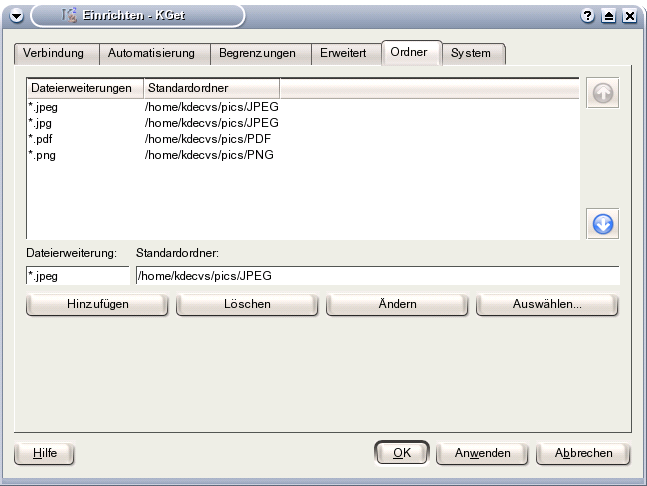 Einrichten - KGet
Verbindung Automatisierung Begrenzungen Erweitert Ordner System
Dateierweiterungen Standardordner
*.jpeg /home/kdecvs/pics/JPEG
*.jpg /home/kdecvs/pics/JPEG
*.pdf /home/kdecvs/pics/PDF
*.png /home/kdecvs/pics/PNG
Dateierweiterung: Standardordner:
*.jpeg /home/kdecvs/pics/JPEG
Hinzufügen Löschen Ändern Auswählen...
Hilfe OK Anwenden Abbrechen